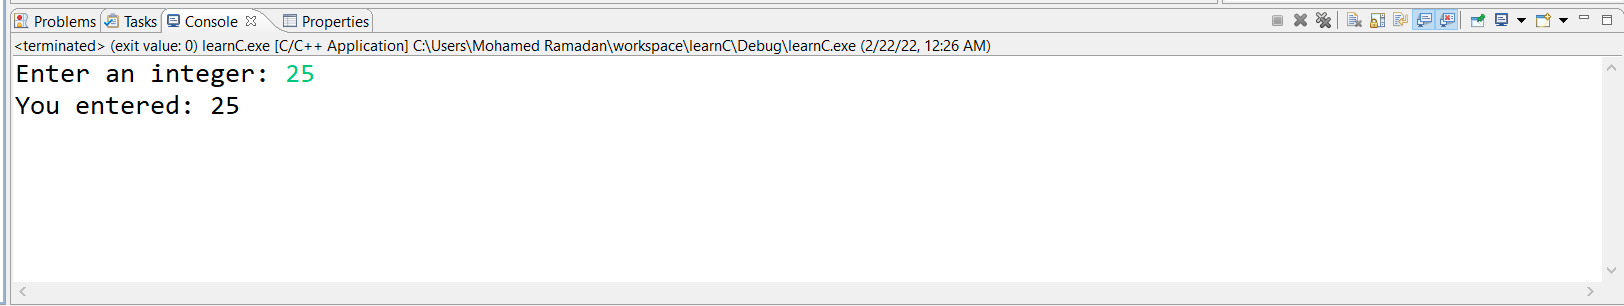 Problems Tasks Console Properties
<terminated> (exit value: 0) learnC.exe [C/C++ Application] C:\Users\Mohamed Ramadan\workspace\learnC\Debug\learnC.exe (2/22/22, 12:26 AM)
Enter an integer: 25
You entered: 25